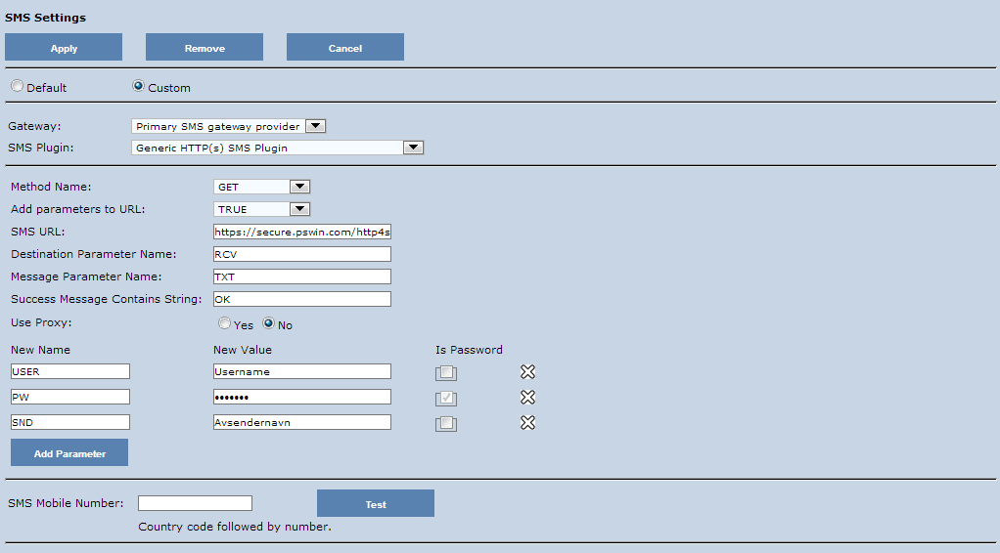 SMS Settings
Apply Remove Cancel
Default Custom
Gateway: Primary SMS gateway provider
SMS Plugin: Generic HTTP(s) SMS Plugin
Method Name: GET
Add parameters to URL: TRUE
SMS URL: https://secure.pswin.com/http4s
Destination Parameter Name: RCV
Message Parameter Name: TXT
Success Message Contains String: OK
Use Proxy: Yes No
New Name New Value Is Password
USER Username
PW •••••••
SND Avsendernavn
Add Parameter
SMS Mobile Number: Test
Country code followed by number.